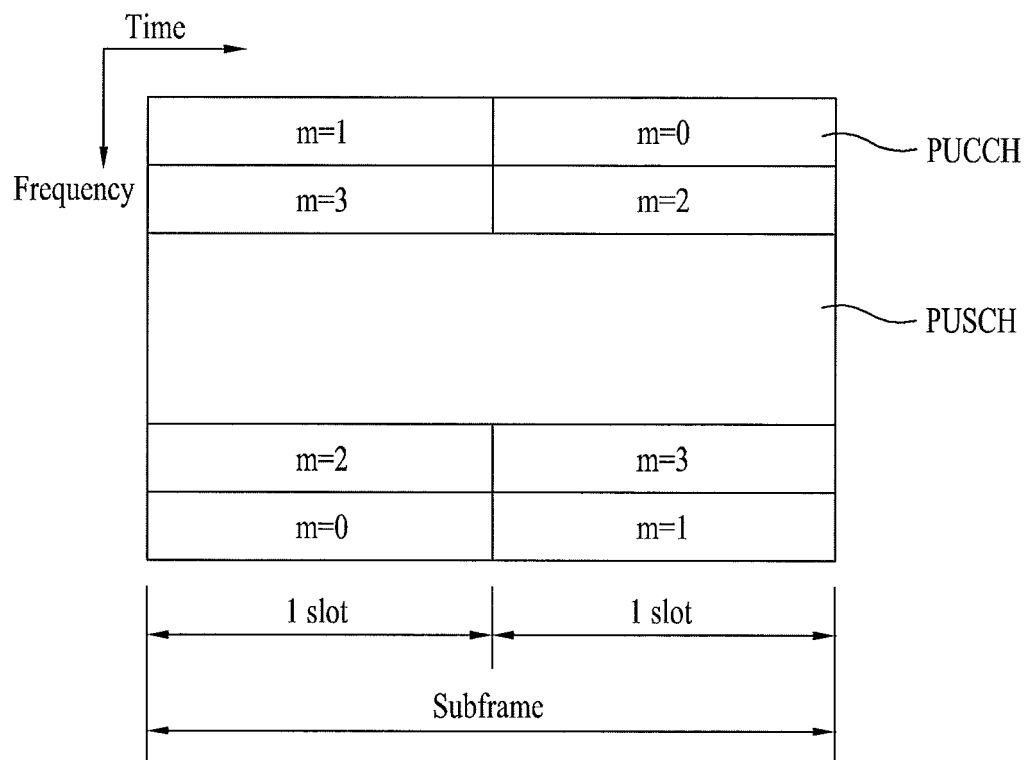 Time
Frequency
m=1 m=0
PUCCH
m=3 m=2
PUSCH
m=2 m=3
m=0 m=1
1 slot 1 slot
Subframe